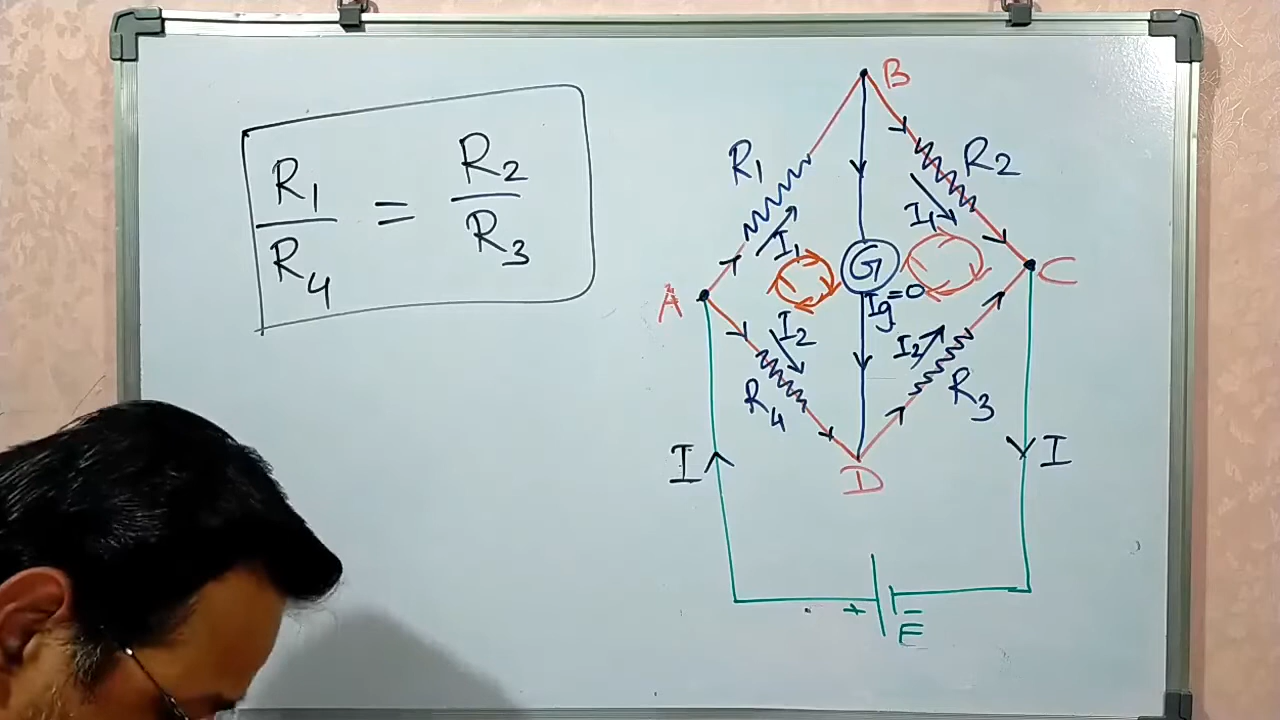 R1/R4 = R2/R3
B
R1
R2
I1
I1
A
G
C
Ig=0
I2
I2
R4
R3
D
I
I
+ -
E